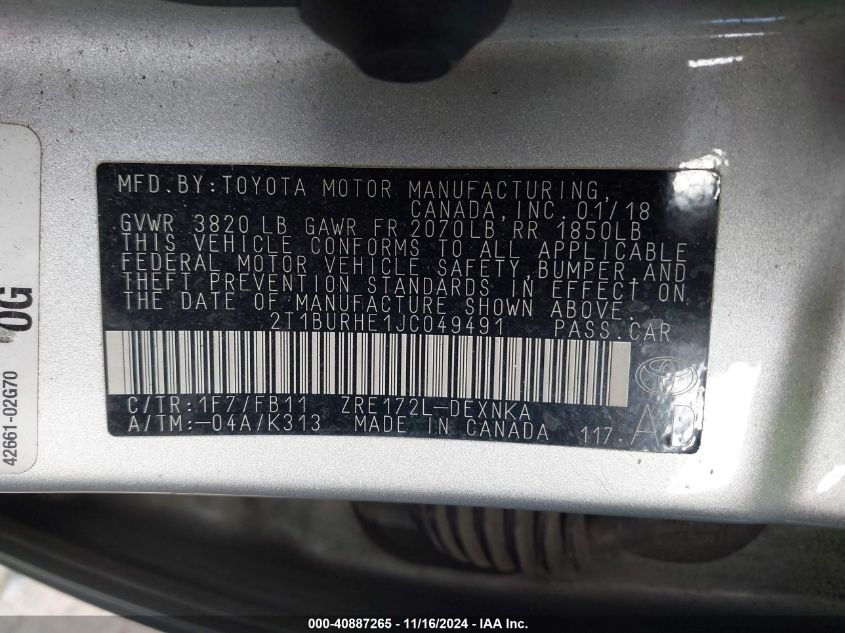 MFD.BY:TOYOTA MOTOR MANUFACTURING,
CANADA, INC. 01/18
GVWR 3820 LB GAWR FR 2070LB RR 1850LB
THIS VEHICLE CONFORMS TO ALL APPLICABLE
FEDERAL MOTOR VEHICLE SAFETY, BUMPER, AND
THEFT PREVENTION STANDARDS IN EFFECT ON
THE DATE OF MANUFACTURE SHOWN ABOVE.
2T1BURHE1JC049491 PASS.CAR
C/TR:1F7/FB11 ZRE172L-DEXNKA
A/TM:-04A/K313 MADE IN CANADA 117. AD
42661-02G70
0G
000-40887265 - 11/16/2024 - IAA Inc.